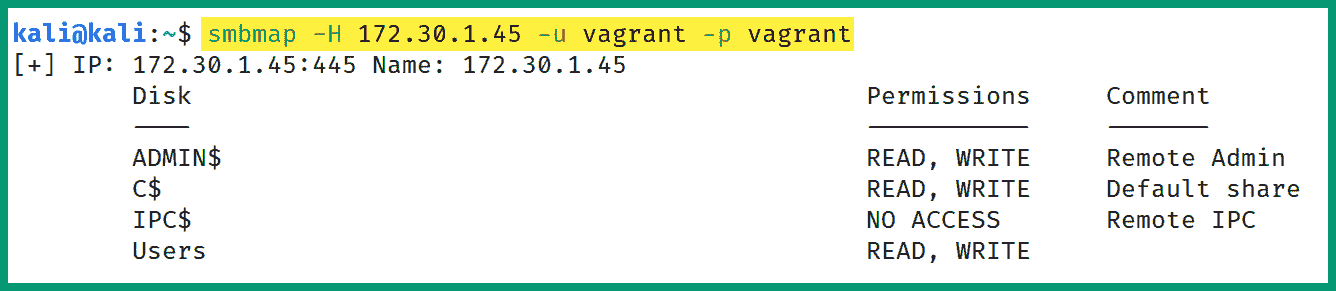 kali@kali:~$ smbmap -H 172.30.1.45 -u vagrant -p vagrant
[+] IP: 172.30.1.45:445 Name: 172.30.1.45
Disk Permissions Comment
---- ----------- -------
ADMIN$ READ, WRITE Remote Admin
C$ READ, WRITE Default share
IPC$ NO ACCESS Remote IPC
Users READ, WRITE